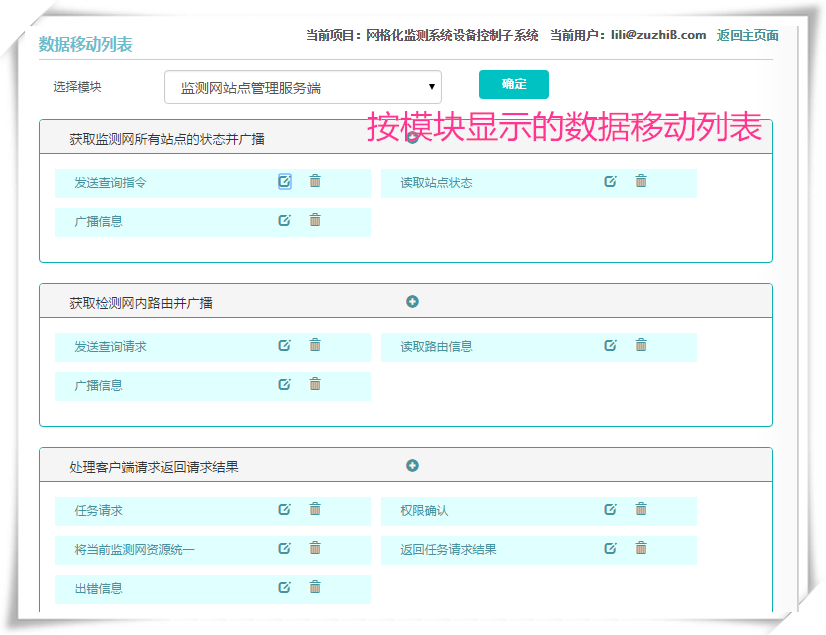 数据移动列表 当前项目：网格化监测系统设备控制子系统 当前用户：lili@zuzhi8.com 返回主页面
选择模块 监测网站点管理服务端 确定
按模块显示的数据移动列表
获取监测网所有站点的状态并广播
发送查询指令 读取站点状态
广播信息
获取检测网内路由并广播
发送查询请求 读取路由信息
广播信息
处理客户端请求返回请求结果
任务请求 权限确认
将当前监测网资源统一 返回任务请求结果
出错信息